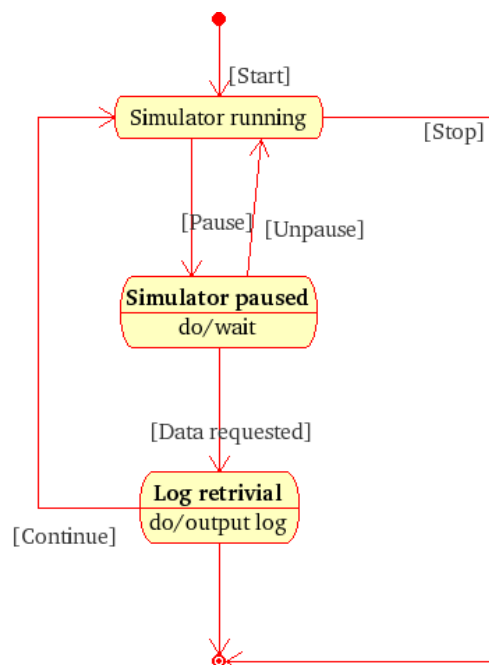 [Start]
Simulator running
[Stop]
[Pause]
[Unpause]
Simulator paused
do/wait
[Data requested]
Log retrivial
do/output log
[Continue]